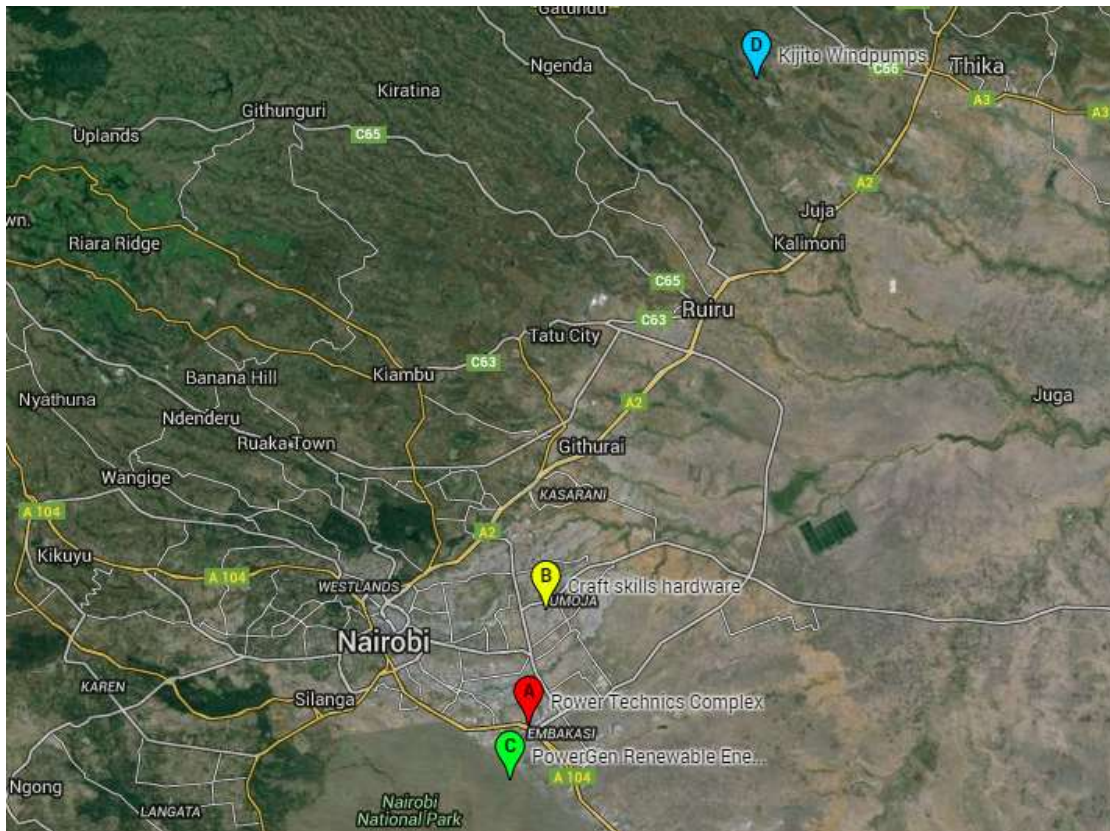 Gatundu
D
Kijito Windpumps
Ngenda
C66
Thika
Kiratina
A3
A3
Githunguri
Uplands
C65
A2
wn.
Juja
Riara Ridge
Kalimoni
C65
Ruiru
C63
Tatu City
C63
Kiambu
Banana Hill
Nyathuna
Juga
A2
Ndenderu
Ruaka Town
Githurai
Wangige
KASARANI
A 104
A2
Kikuyu
B
A 104
WESTLANDS
Craft skills hardware
UMOJA
Nairobi
KAREN
A
Silanga
Power Technics Complex
EMBAKASI
C
PowerGen Renewable Ene...
A 104
Ngong
LANGATA
Nairobi
National Park